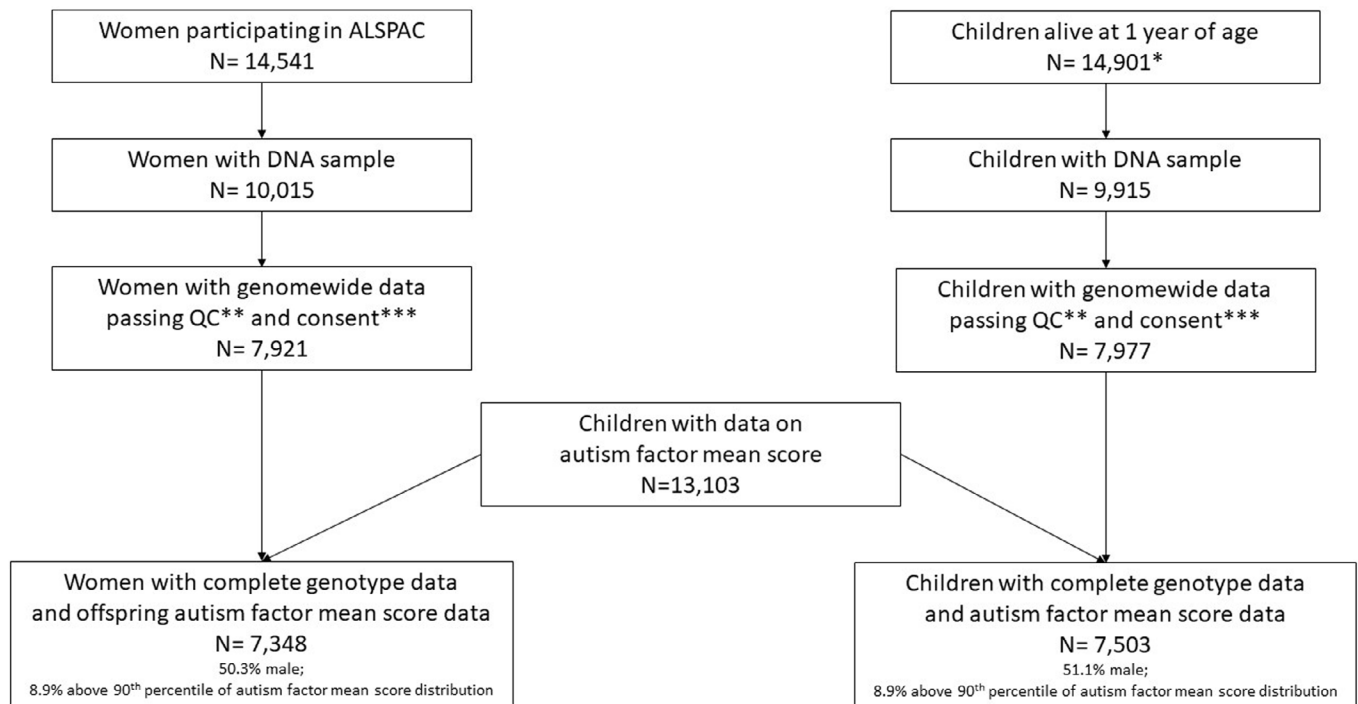 Women participating in ALSPAC
N= 14,541
Children alive at 1 year of age
N= 14,901*
Women with DNA sample
N= 10,015
Children with DNA sample
N= 9,915
Women with genomewide data
passing QC** and consent***
N= 7,921
Children with genomewide data
passing QC** and consent***
N= 7,977
Children with data on
autism factor mean score
N=13,103
Women with complete genotype data
and offspring autism factor mean score data
N= 7,348
50.3% male;
8.9% above 90th percentile of autism factor mean score distribution
Children with complete genotype data
and autism factor mean score data
N= 7,503
51.1% male;
8.9% above 90th percentile of autism factor mean score distribution